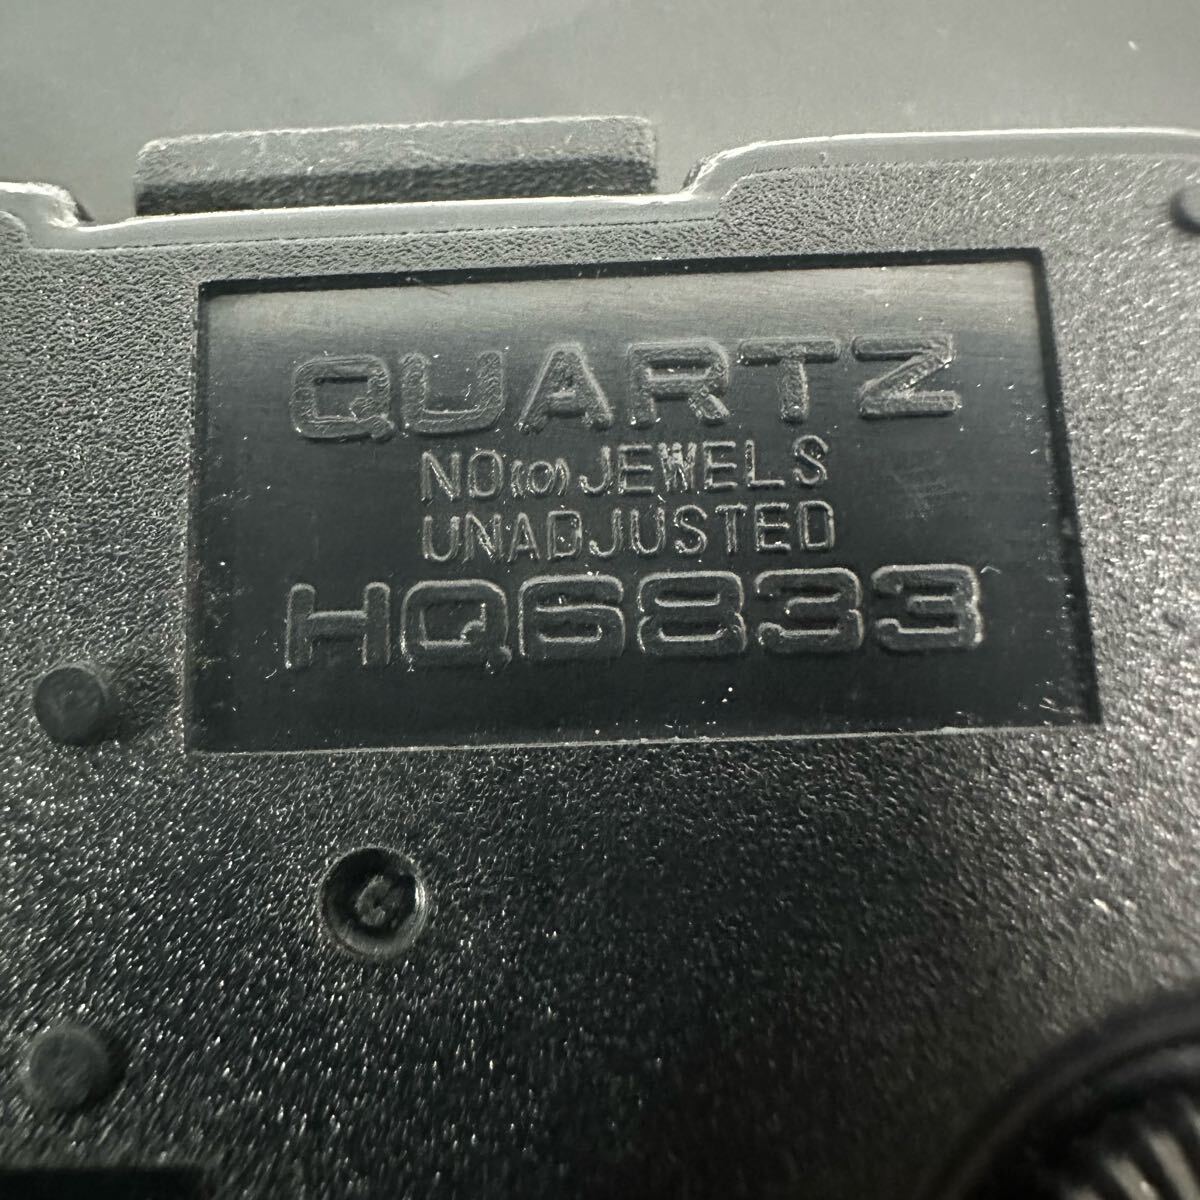 QUARTZ
NO(0)JEWELS
UNADJUSTED
HQ6833